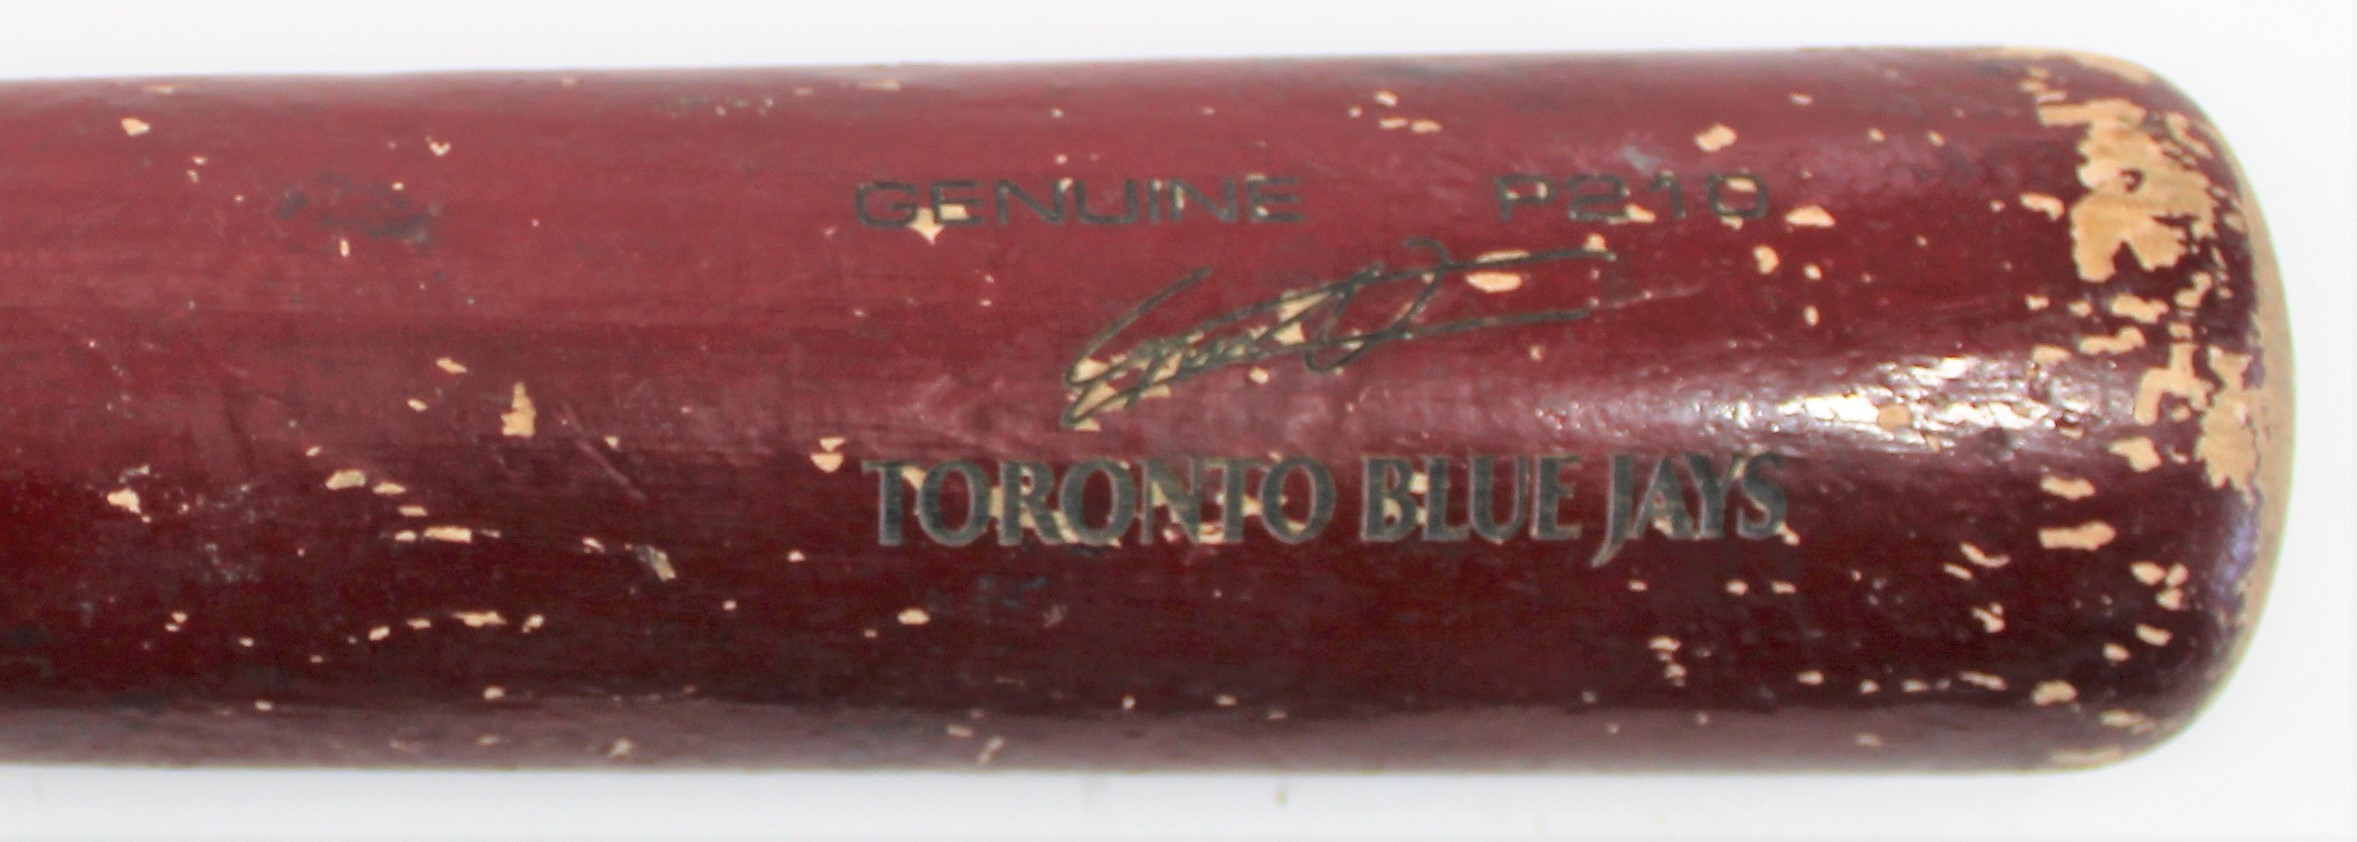 GENUINE P210
TORONTO BLUE JAYS